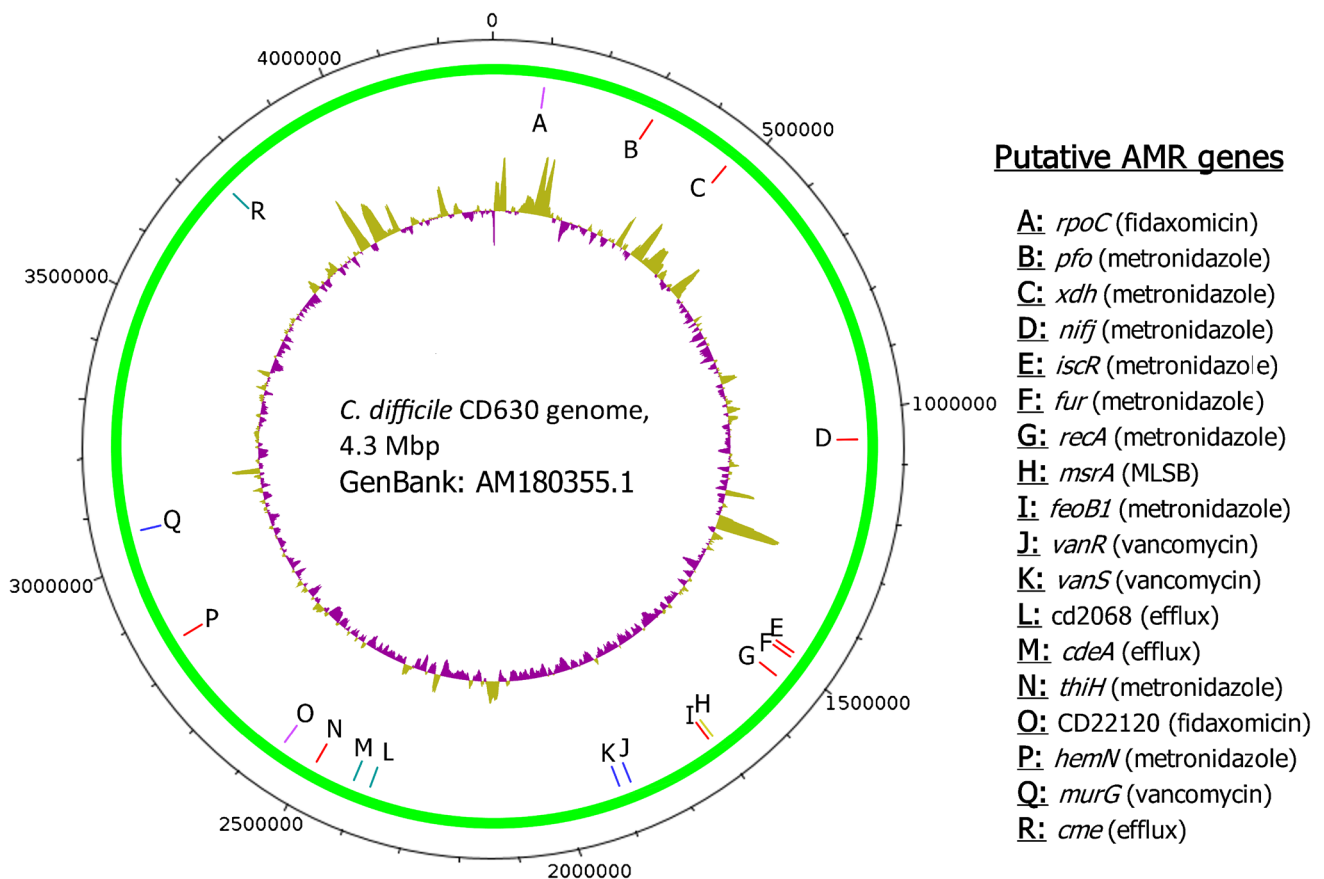 0
4000000
500000
A
B
C
R
3500000
1000000
D
C. difficile CD630 genome,
4.3 Mbp
GenBank: AM180355.1
Q
3000000
P
E
F
G
1500000
H
I
O
N
M
L
K
J
2500000
2000000
Putative AMR genes
A: rpoC (fidaxomicin)
B: pfo (metronidazole)
C: xdh (metronidazole)
D: nifj (metronidazole)
E: iscR (metronidazole)
F: fur (metronidazole)
G: recA (metronidazole)
H: msrA (MLSB)
I: feoB1 (metronidazole)
J: vanR (vancomycin)
K: vanS (vancomycin)
L: cd2068 (efflux)
M: cdeA (efflux)
N: thiH (metronidazole)
O: CD22120 (fidaxomicin)
P: hemN (metronidazole)
Q: murG (vancomycin)
R: cme (efflux)